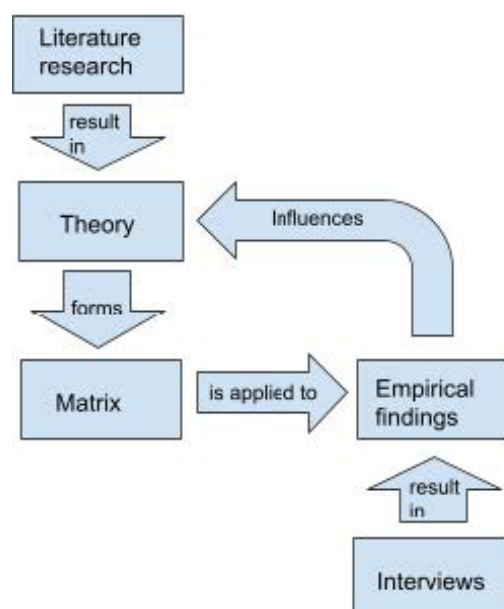 Literature
research
result
in
Theory
Influences
forms
Matrix
is applied to
Empirical
findings
result
in
Interviews